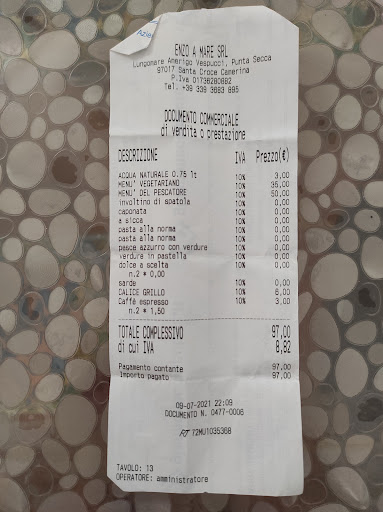 Azie
ENZO A MARE SRL
Lungomare Amerigo Vespucci, Punta Secca
97017 Santa Croce Camerina
P.Iva 01736280882
Tel. +39 339 3683 895
DOCUMENTO COMMERCIALE
di vendita o prestazione
DESCRIZIONE IVA Prezzo(€)
ACQUA NATURALE 0.75 lt 10% 3,00
MENU' VEGETARIANO 10% 35,00
MENU' DEL PESCATORE 10% 50,00
involtino di spatola 10% 0,00
caponata 10% 0,00
a sicca 10% 0,00
pasta alla norma 10% 0,00
pasta alla norma 10% 0,00
pesce azzurro con verdure 10% 0,00
verdure in pastella 10% 0,00
dolce a scelta 10% 0,00
n.2 * 0,00
sarde 10% 0,00
CALICE GRILLO 10% 6,00
Caffè espresso 10% 3,00
n.2 * 1,50
TOTALE COMPLESSIVO 97,00
di cui IVA 8,82
Pagamento contante 97,00
Importo pagato 97,00
09-07-2021 22:09
DOCUMENTO N. 0477-0006
RT 72MU1035368
TAVOLO: 13
OPERATORE: amministratore